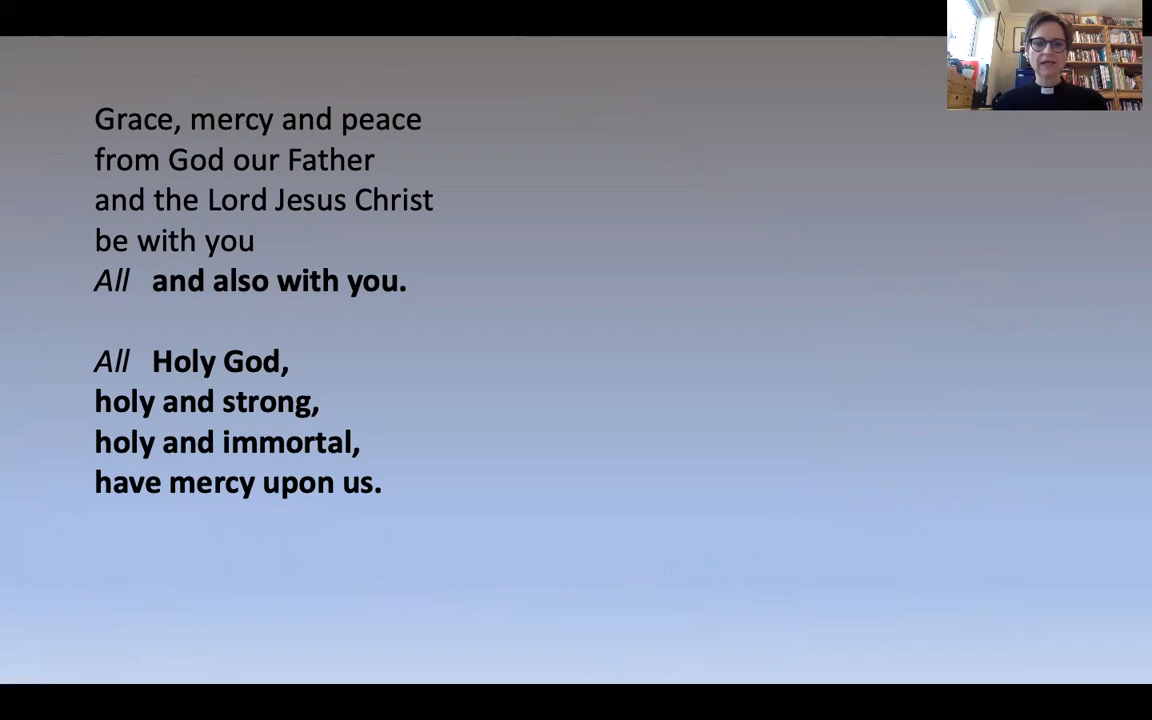 Grace, mercy and peace
from God our Father
and the Lord Jesus Christ
be with you
All and also with you.
All Holy God,
holy and strong,
holy and immortal,
have mercy upon us.